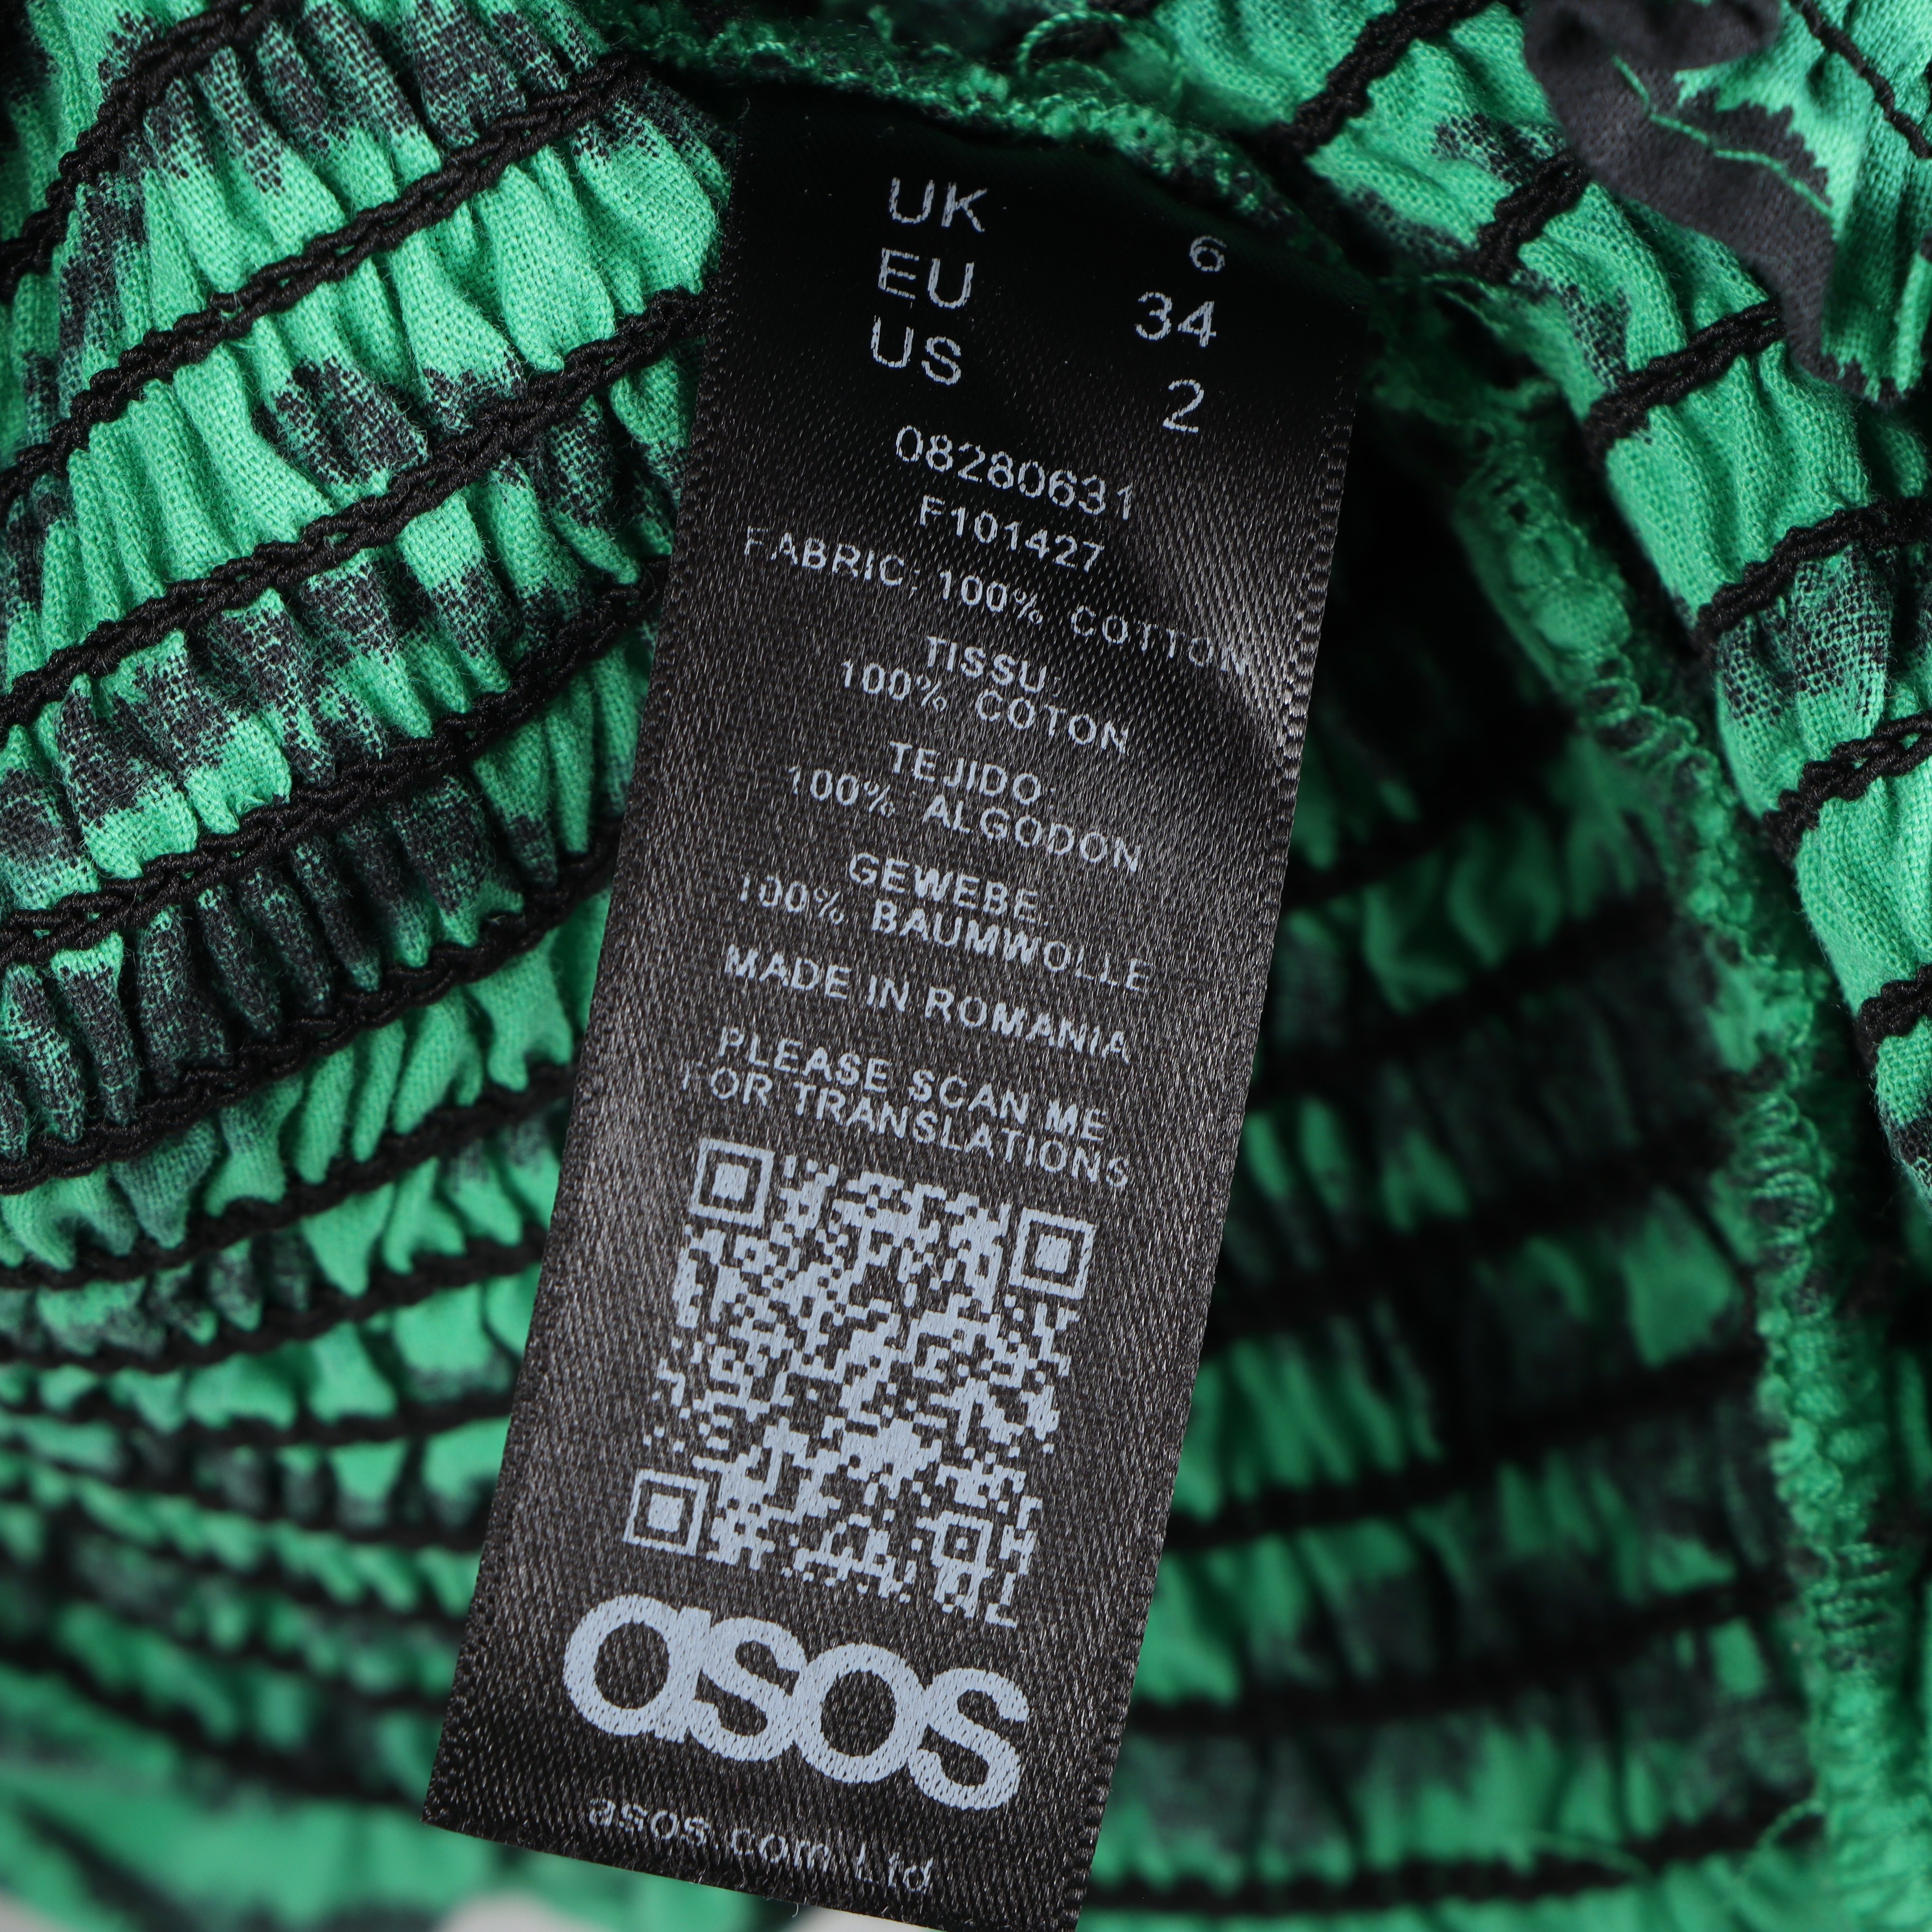 UK 6
EU 34
US 2
08280631
F101427
FABRIC: 100% COTTON
TISSU:
100% COTON
TEJIDO:
100% ALGODON
GEWEBE:
100% BAUMWOLLE
MADE IN ROMANIA
PLEASE SCAN ME
FOR TRANSLATIONS
asos
asos.com Ltd